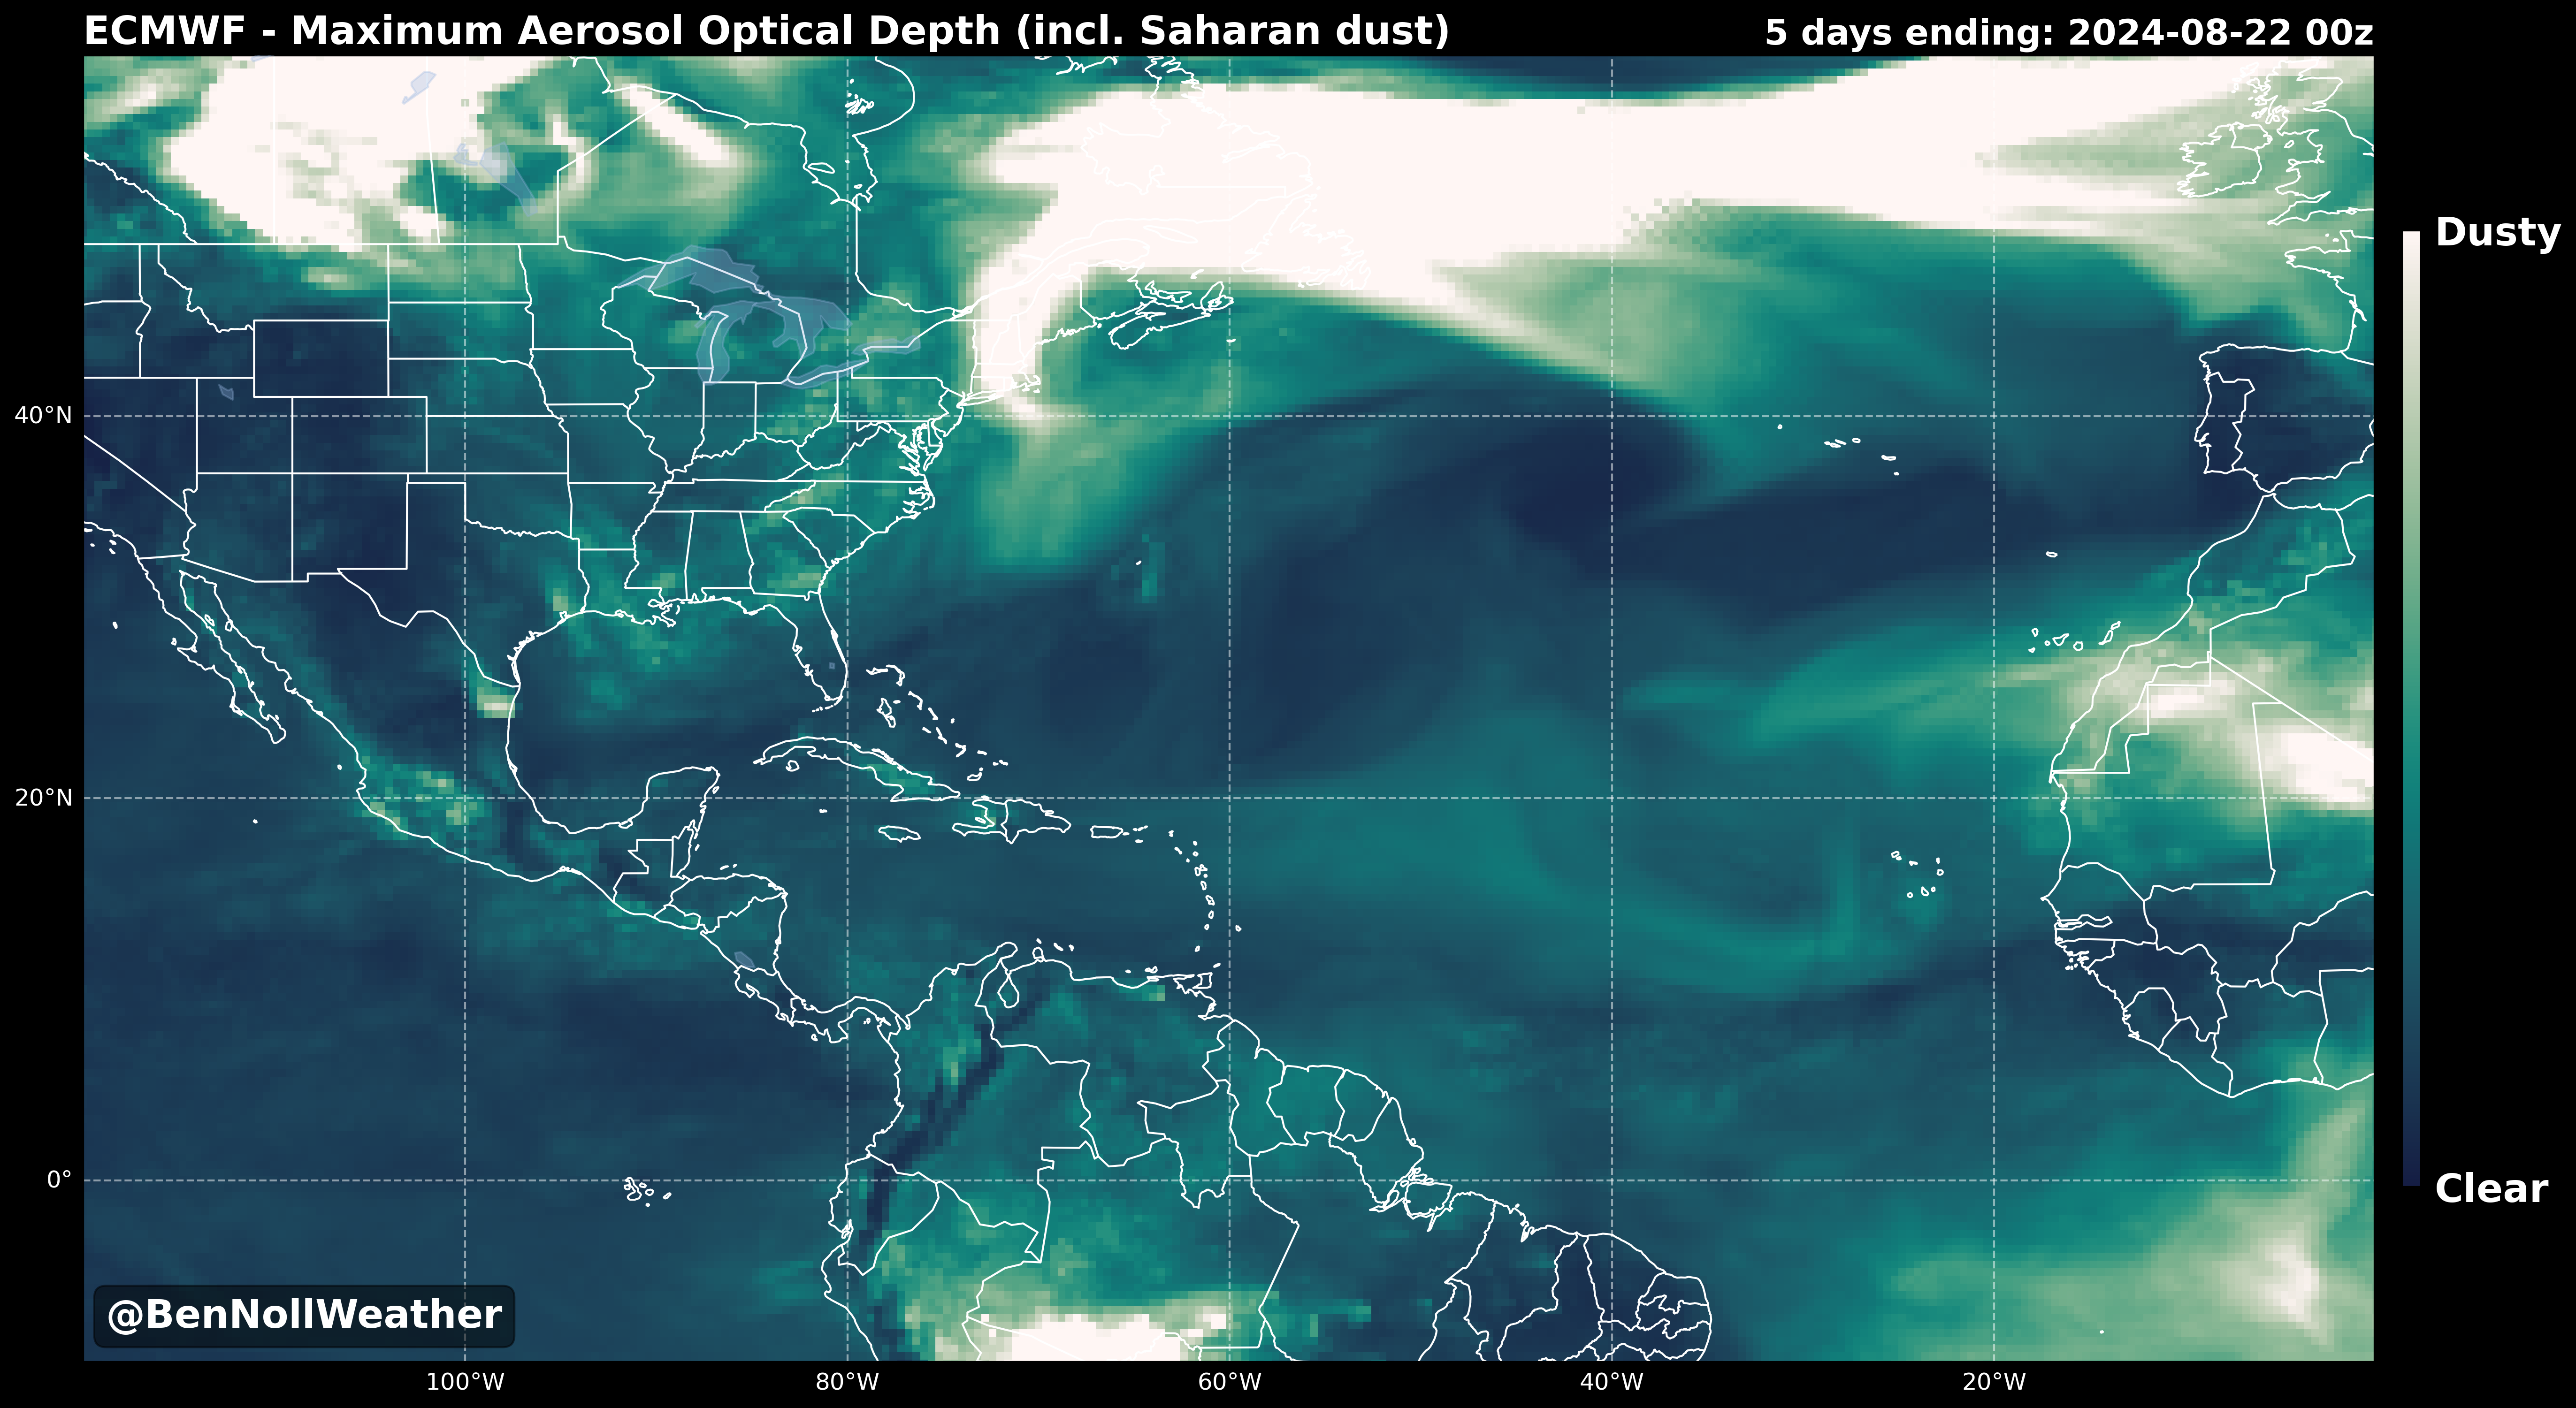 ECMWF - Maximum Aerosol Optical Depth (incl. Saharan dust)
5 days ending: 2024-08-22 00z
Dusty
40°N
20°N
0°
Clear
@BenNollWeather
100°W
80°W
60°W
40°W
20°W